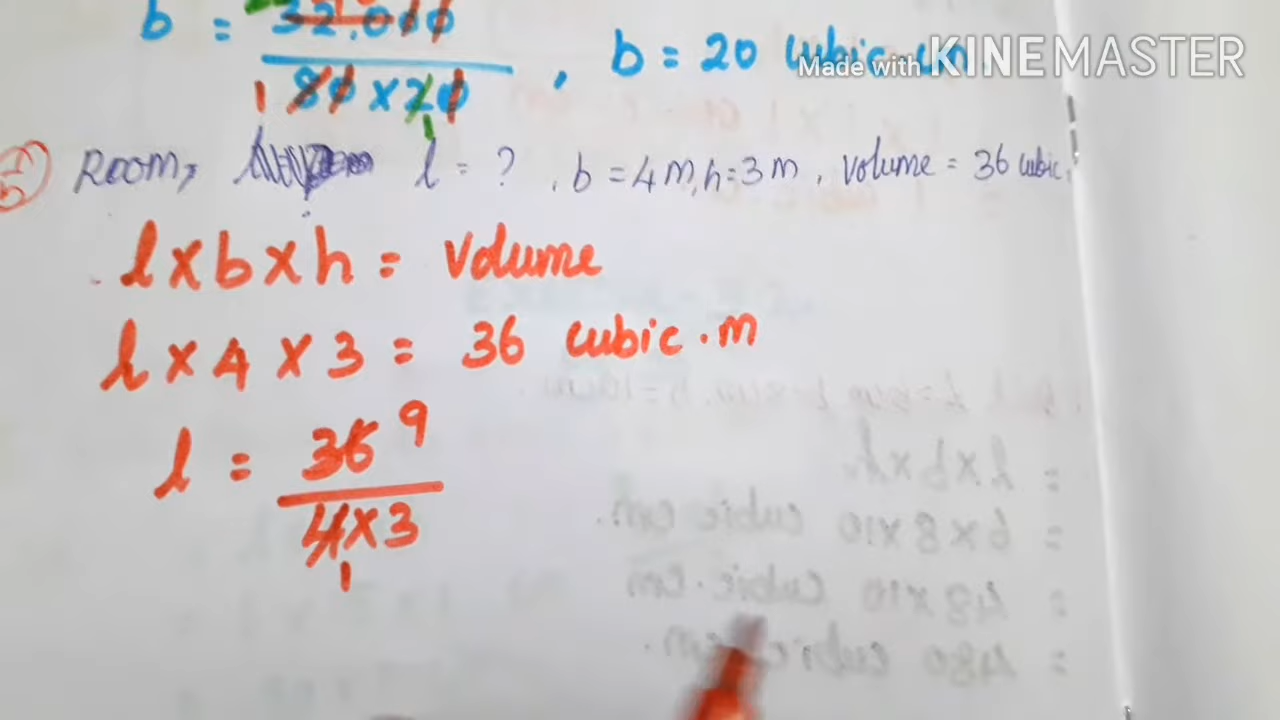 b = 32.000
80 x 20 , b = 20 cubic cm.
Made with KINEMASTER
Room, l = ? , b = 4m, h = 3m , volume = 36 cubic.
l x b x h = Volume
l x 4 x 3 = 36 cubic.m
l = 36 9
4 x 3
1